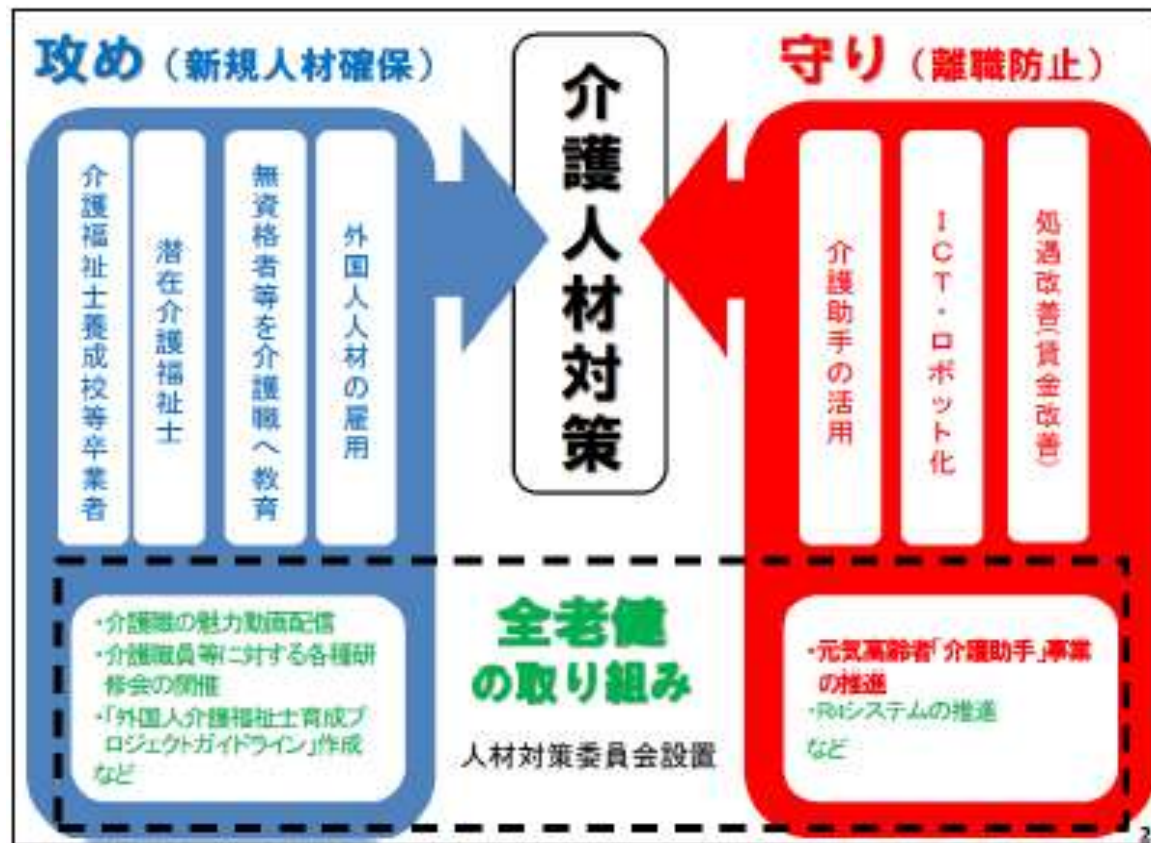 攻め(新規人材確保)
介護福祉士養成校等卒業者
潜在介護福祉士
無資格者等を介護職へ教育
外国人人材の雇用
介護人材対策
守り(離職防止)
介護助手の活用
ICT・ロボット化
処遇改善(賃金改善)
・介護職の魅力動画配信
・介護職員等に対する各種研
修会の開催
・「外国人介護福祉士育成プ
ロジェクトガイドライン」作成
など
全老健
の取り組み
人材対策委員会設置
・元気高齢者「介護助手」事業
の推進
・R4システムの推進
など
2